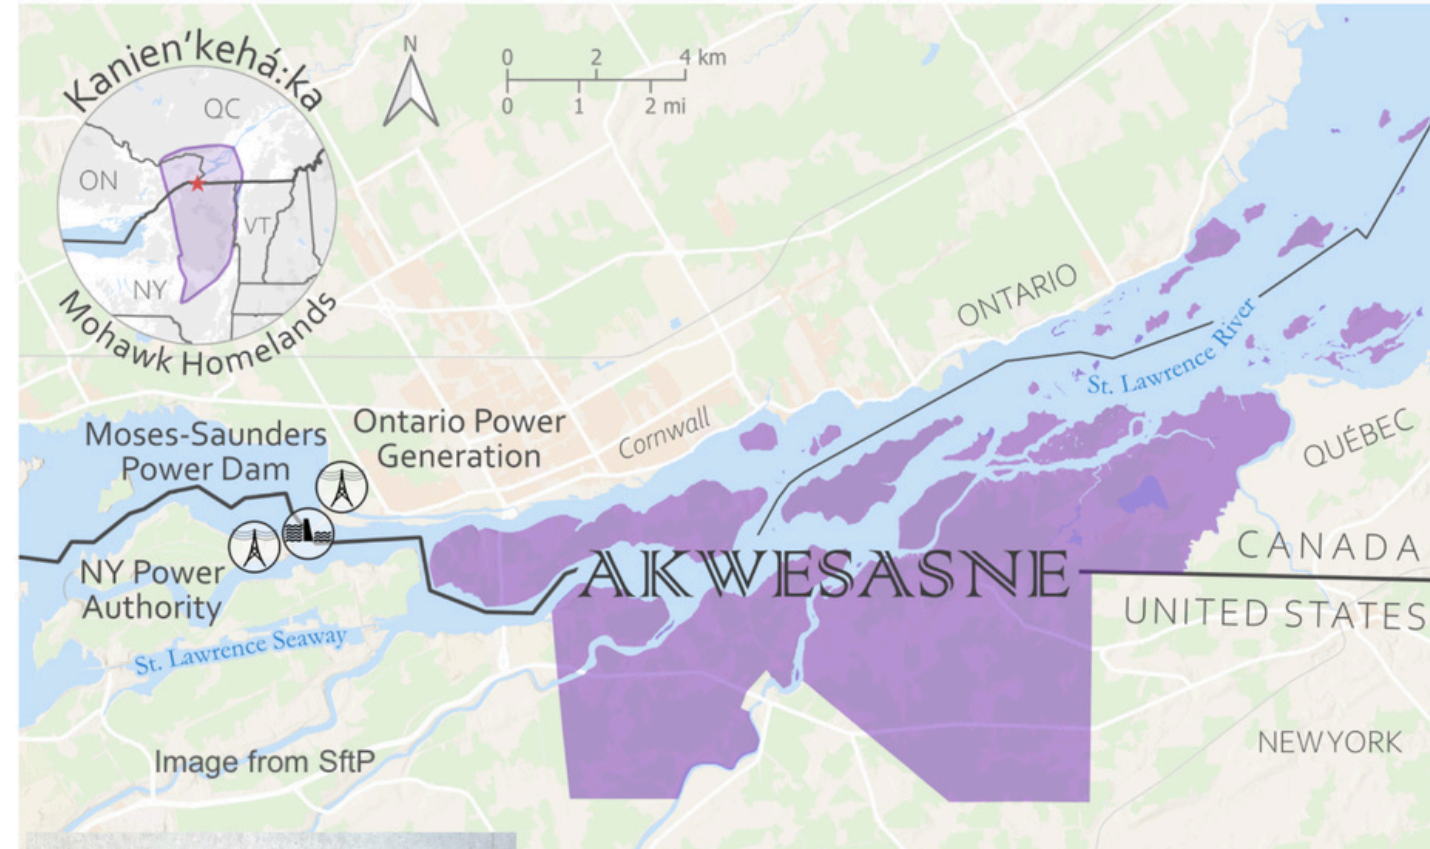 Kanien'kehá:ka
QC
ON
VT
NY
Mohawk Homelands
N
0 2 4 km
0 1 2 mi
ONTARIO
St. Lawrence River
Cornwall
QUÉBEC
Moses-Saunders
Power Dam
Ontario Power
Generation
NY Power
Authority
St. Lawrence Seaway
AKWESASNE
CANADA
UNITED STATES
NEW YORK
Image from SftP